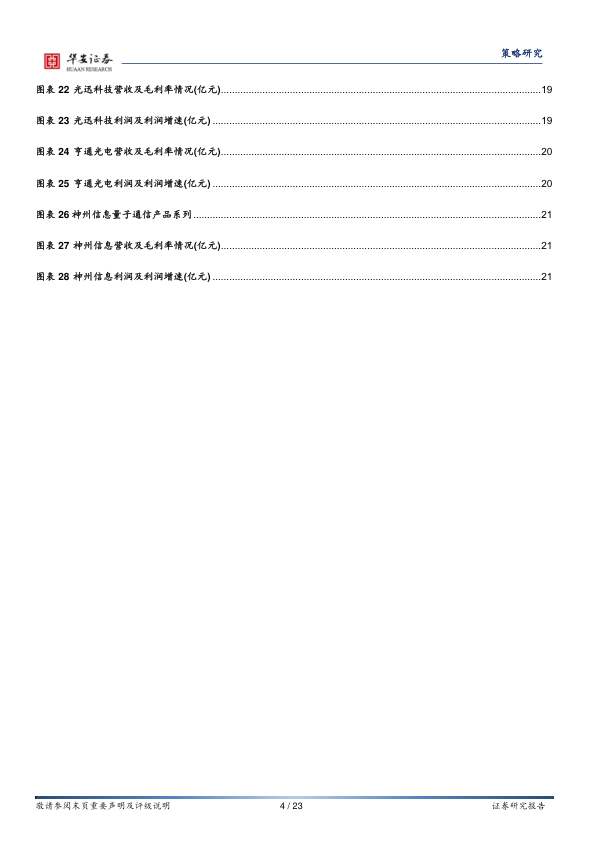 华安证券
HUAAN RESEARCH
策略研究
图表 22 光迅科技营收及毛利率情况(亿元)......19
图表 23 光迅科技利润及利润增速(亿元)......19
图表 24 亨通光电营收及毛利率情况(亿元)......20
图表 25 亨通光电利润及利润增速(亿元)......20
图表 26 神州信息量子通信产品系列......21
图表 27 神州信息营收及毛利率情况(亿元)......21
图表 28 神州信息利润及利润增速(亿元)......21
敬请参阅末页重要声明及评级说明
4 / 23
证券研究报告